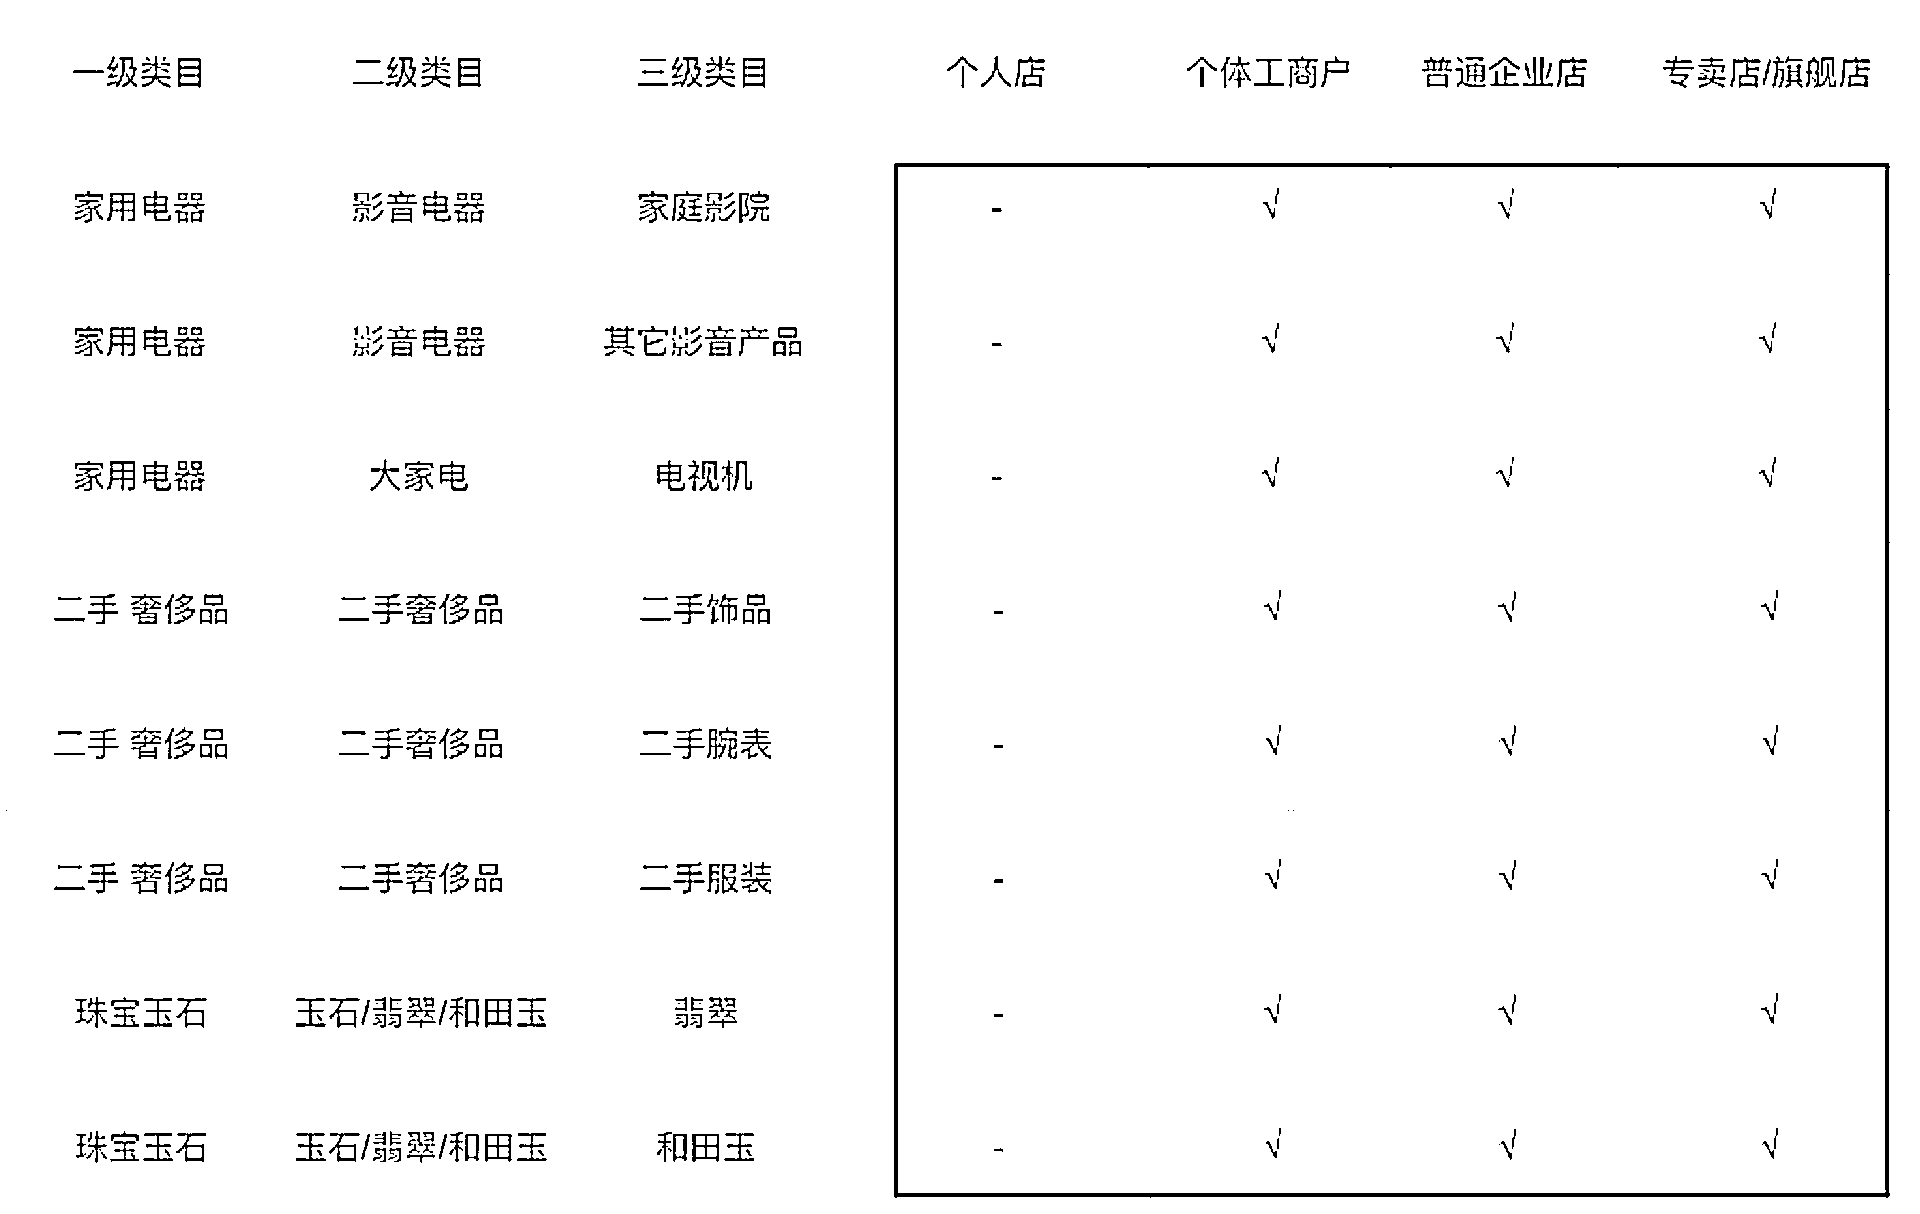 一级类目 二级类目 三级类目 个人店 个体工商户 普通企业店 专卖店/旗舰店
家用电器 影音电器 家庭影院 - √ √ √
家用电器 影音电器 其它影音产品 - √ √ √
家用电器 大家电 电视机 - √ √ √
二手 奢侈品 二手奢侈品 二手饰品 - √ √ √
二手 奢侈品 二手奢侈品 二手腕表 - √ √ √
二手 奢侈品 二手奢侈品 二手服装 - √ √ √
珠宝玉石 玉石/翡翠/和田玉 翡翠 - √ √ √
珠宝玉石 玉石/翡翠/和田玉 和田玉 - √ √ √